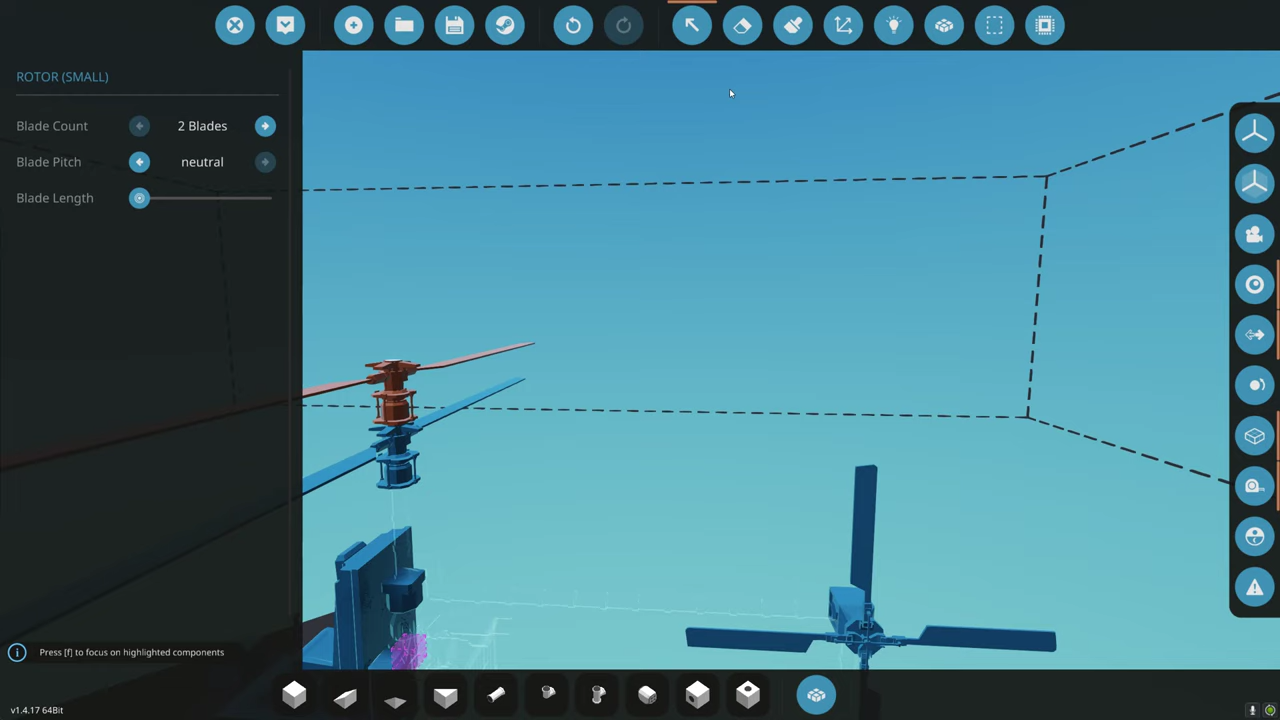 ROTOR (SMALL)
Blade Count 2 Blades
Blade Pitch neutral
Blade Length
Press [f] to focus on highlighted components
v1.4.17 64Bit